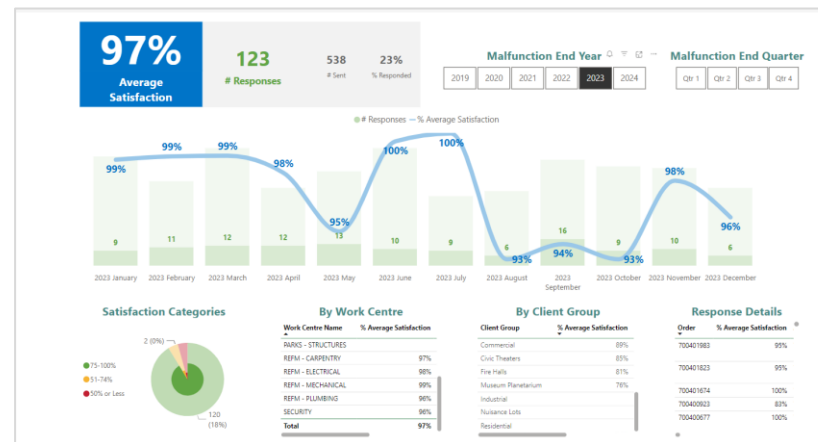 97%
Average
Satisfaction
123
# Responses
538
# Sent
23%
% Responded
Malfunction End Year
2019 2020 2021 2022 2023 2024
Malfunction End Quarter
Qtr 1 Qtr 2 Qtr 3 Qtr 4
# Responses % Average Satisfaction
99% 99% 99% 98% 95% 100% 100% 93% 94% 93% 98% 96%
9 11 12 12 13 10 9 6 16 9 10 6
2023 January 2023 February 2023 March 2023 April 2023 May 2023 June 2023 July 2023 August 2023 September 2023 October 2023 November 2023 December
Satisfaction Categories
75-100%
51-74%
50% or Less
2 (0%)
120
(18%)
By Work Centre
Work Centre Name % Average Satisfaction
PARKS - STRUCTURES
REFM - CARPENTRY 97%
REFM - ELECTRICAL 98%
REFM - MECHANICAL 99%
REFM - PLUMBING 96%
SECURITY 96%
Total 97%
By Client Group
Client Group % Average Satisfaction
Commercial 89%
Civic Theaters 85%
Fire Halls 81%
Museum Planetarium 76%
Industrial
Nuisance Lots
Residential
Response Details
Order % Average Satisfaction
700401983 95%
700401823 95%
700401674 100%
700400923 83%
700400677 100%